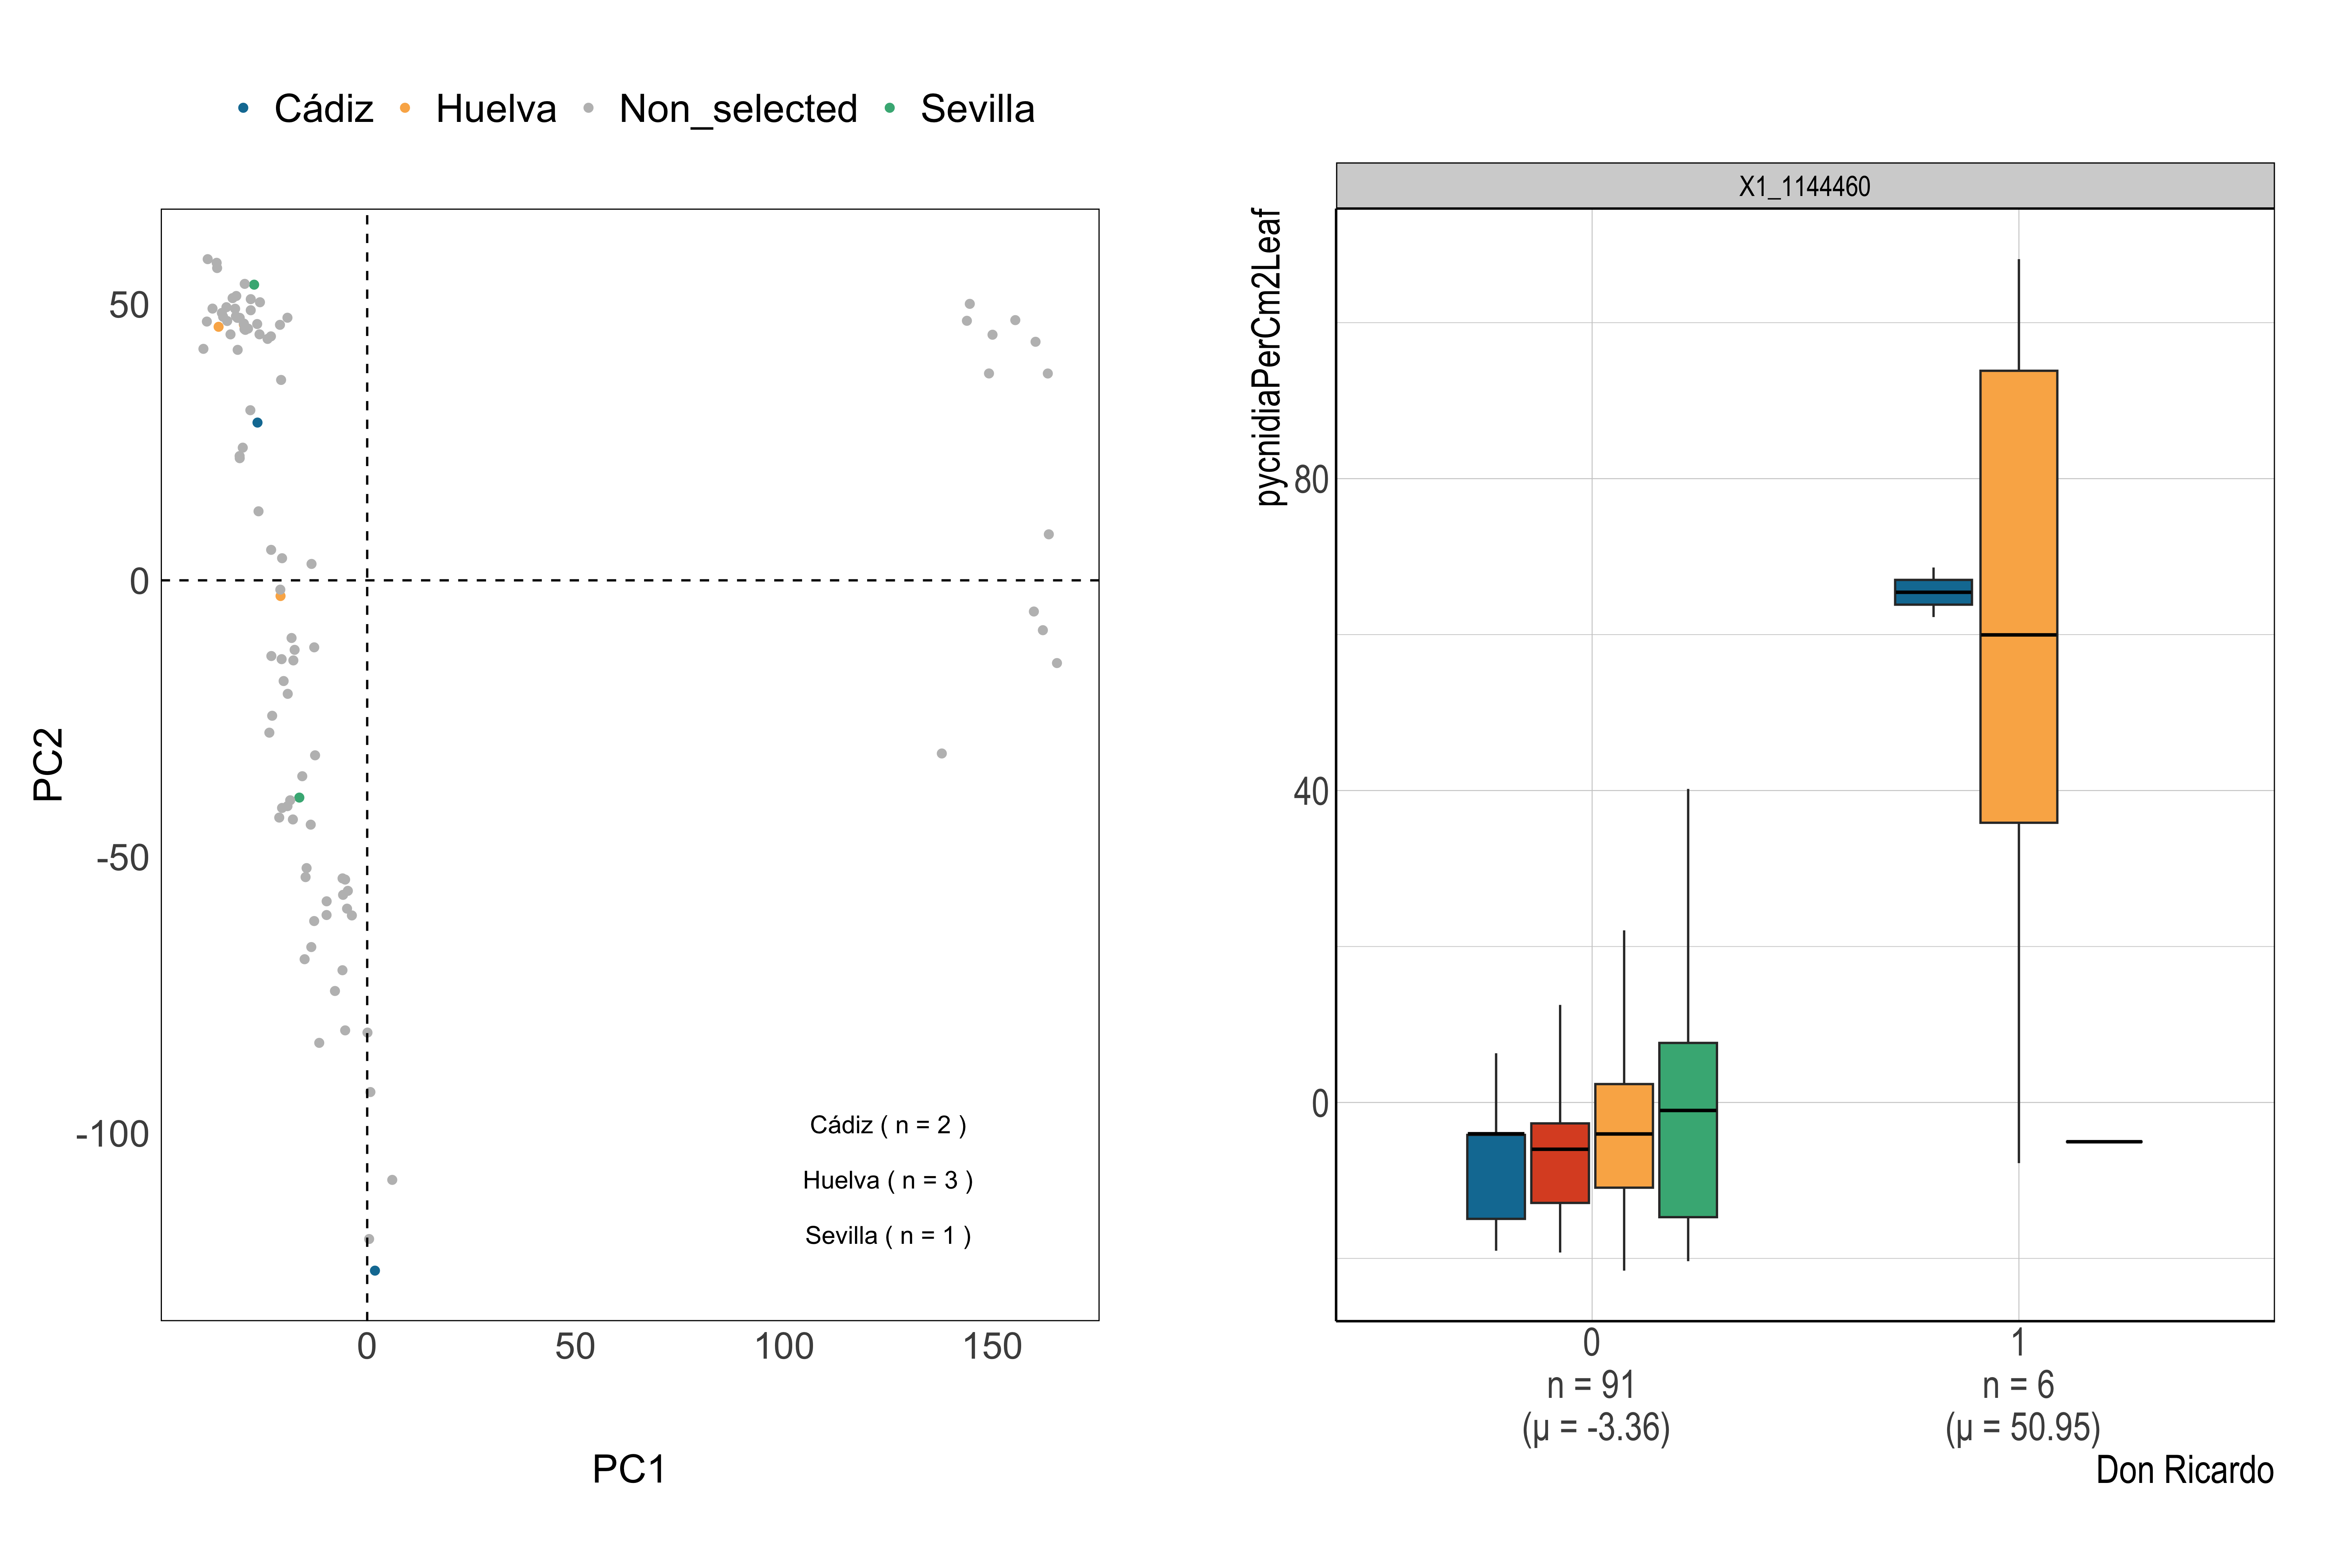 Cádiz Huelva Non_selected Sevilla
PC2
50
0
-50
-100
Cádiz ( n = 2 )
Huelva ( n = 3 )
Sevilla ( n = 1 )
0 50 100 150
PC1
X1_1144460
pycnidiaPerCm2Leaf
80
40
0
0 1
n = 91 n = 6
(µ = -3.36) (µ = 50.95)
Don Ricardo